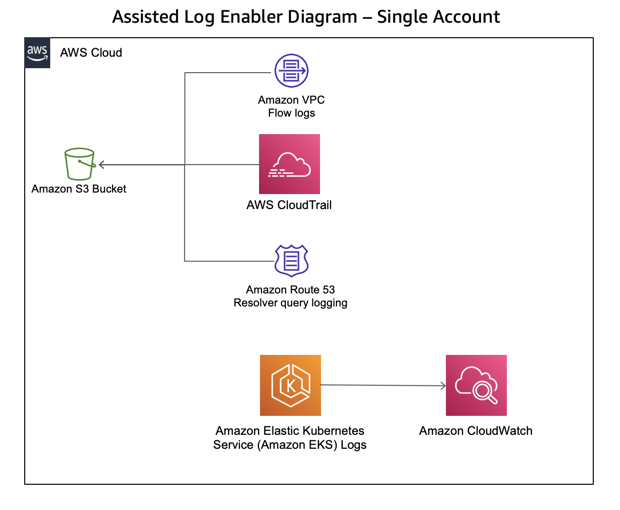 Assisted Log Enabler Diagram – Single Account
aws
AWS Cloud
Amazon VPC
Flow logs
Amazon S3 Bucket
AWS CloudTrail
Amazon Route 53
Resolver query logging
K
Amazon Elastic Kubernetes
Service (Amazon EKS) Logs
Amazon CloudWatch